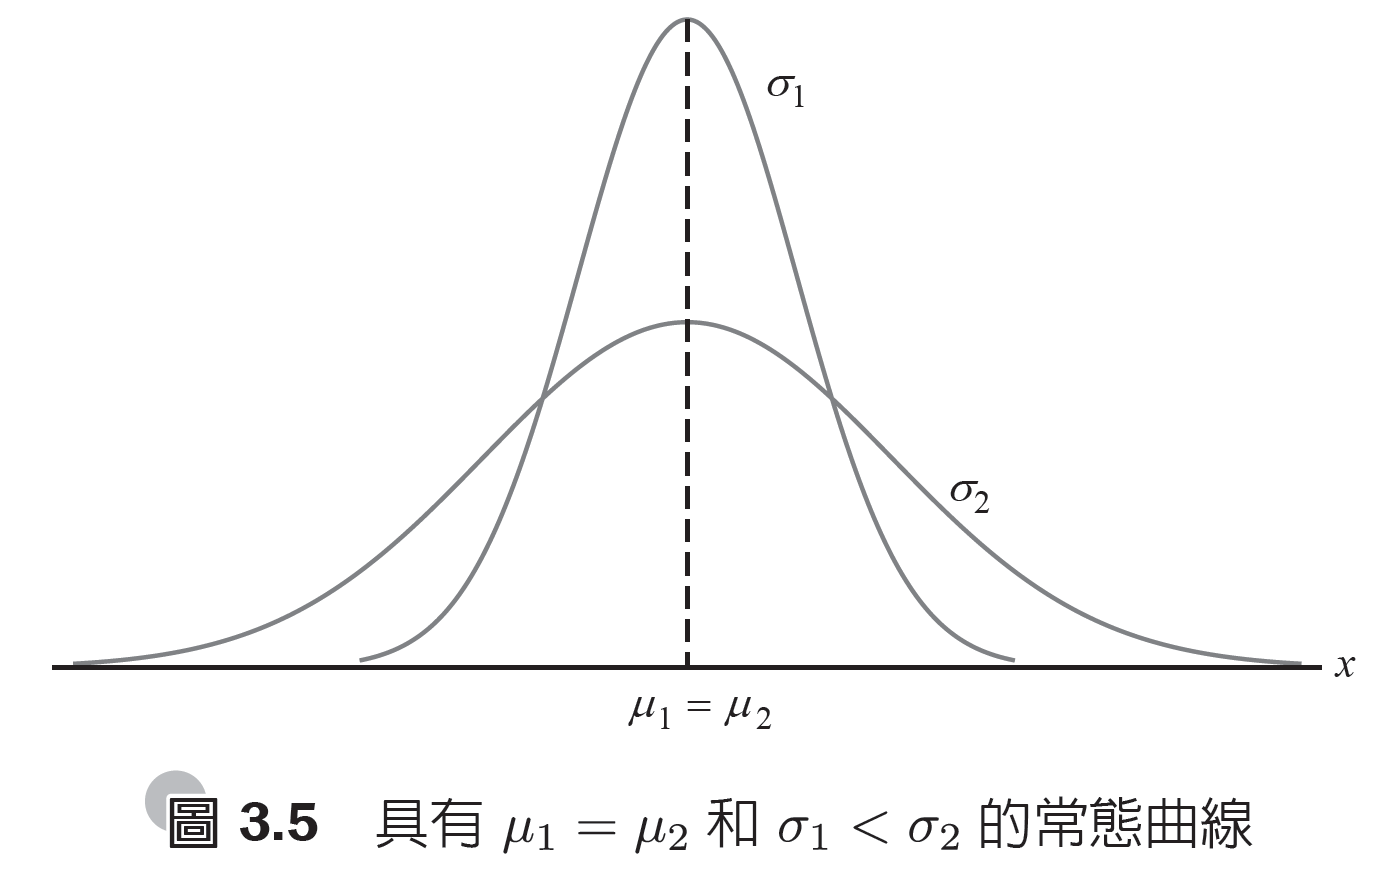 σ1
σ2
x
μ1 = μ2
圖 3.5 具有 μ1 = μ2 和 σ1 < σ2 的常態曲線